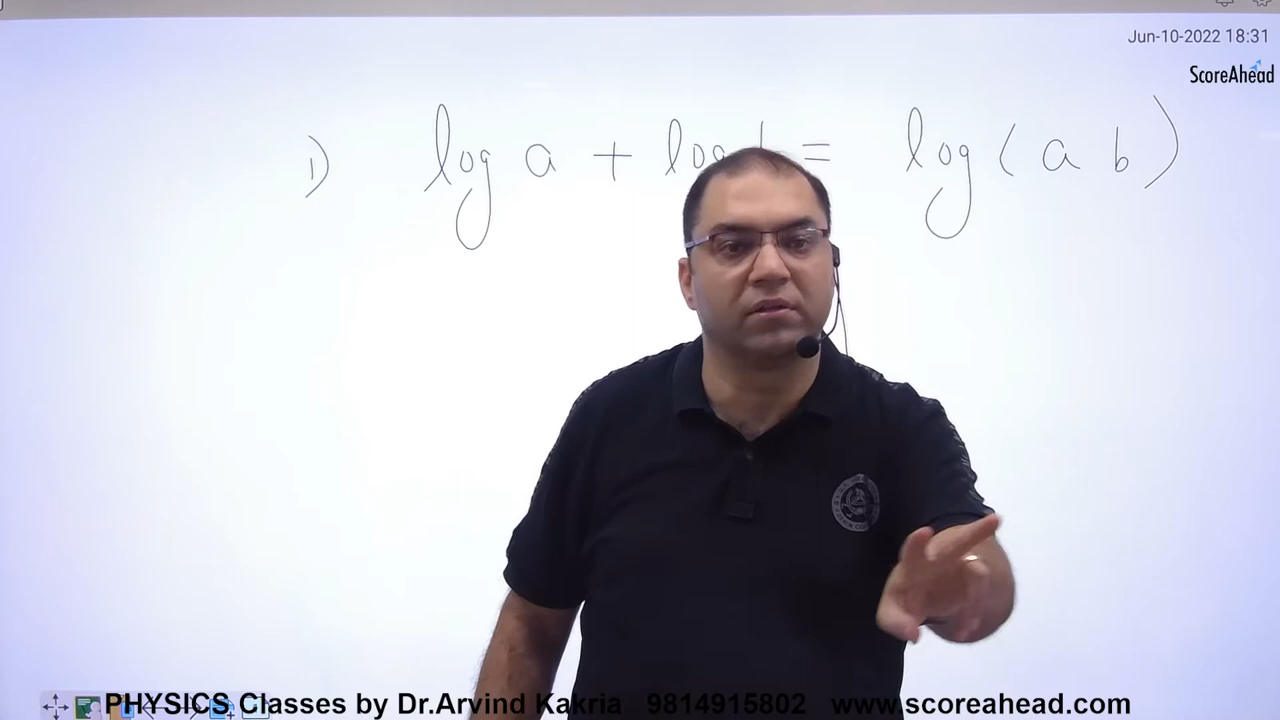 Jun-10-2022 18:31
ScoreAhead
1) log a + log = log ( a b )
PHYSICS Classes by Dr.Arvind Kakria 9814915802 www.scoreahead.com